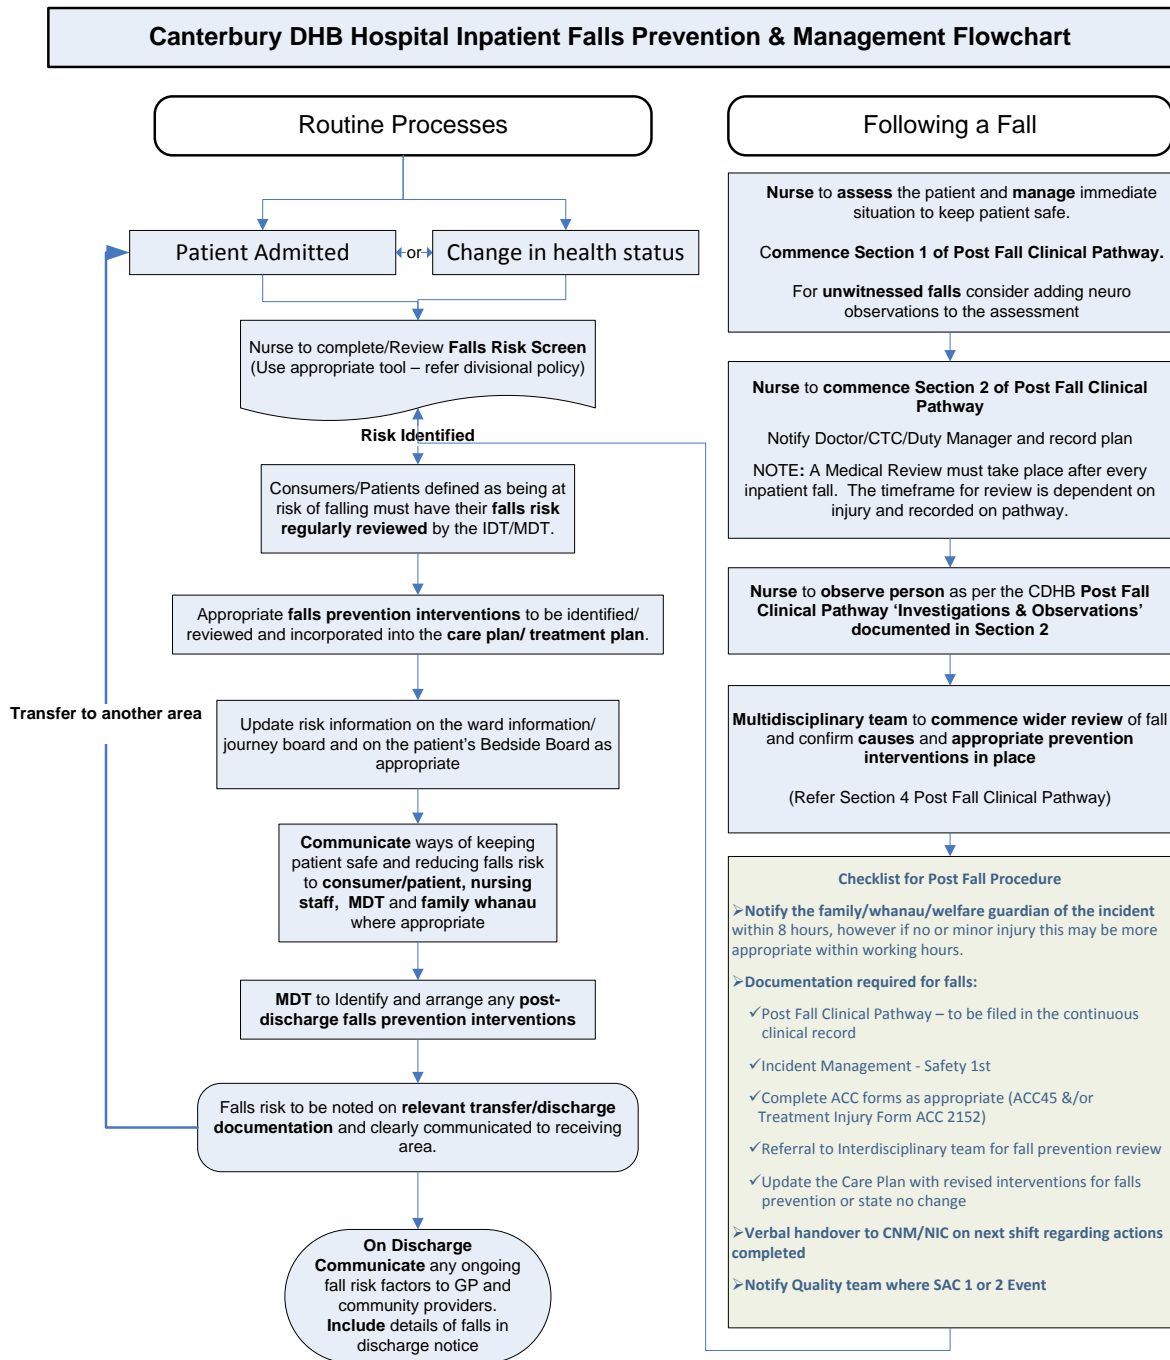 Canterbury DHB Hospital Inpatient Falls Prevention & Management Flowchart
Routine Processes
Patient Admitted
or
Change in health status
Nurse to complete/Review Falls Risk Screen
(Use appropriate tool – refer divisional policy)
Risk Identified
Consumers/Patients defined as being at
risk of falling must have their falls risk
regularly reviewed by the IDT/MDT.
Appropriate falls prevention interventions to be identified/
reviewed and incorporated into the care plan/ treatment plan.
Transfer to another area
Update risk information on the ward information/
journey board and on the patient's Bedside Board as
appropriate
Communicate ways of keeping
patient safe and reducing falls risk
to consumer/patient, nursing
staff, MDT and family whanau
where appropriate
MDT to Identify and arrange any post-
discharge falls prevention interventions
Falls risk to be noted on relevant transfer/discharge
documentation and clearly communicated to receiving
area.
On Discharge
Communicate any ongoing
fall risk factors to GP and
community providers.
Include details of falls in
discharge notice
Following a Fall
Nurse to assess the patient and manage immediate
situation to keep patient safe.
Commence Section 1 of Post Fall Clinical Pathway.
For unwitnessed falls consider adding neuro
observations to the assessment
Nurse to commence Section 2 of Post Fall Clinical
Pathway
Notify Doctor/CTC/Duty Manager and record plan
NOTE: A Medical Review must take place after every
inpatient fall. The timeframe for review is dependent on
injury and recorded on pathway.
Nurse to observe person as per the CDHB Post Fall
Clinical Pathway ‘Investigations & Observations’
documented in Section 2
Multidisciplinary team to commence wider review of fall
and confirm causes and appropriate prevention
interventions in place
(Refer Section 4 Post Fall Clinical Pathway)
Checklist for Post Fall Procedure
➢Notify the family/whanau/welfare guardian of the incident
within 8 hours, however if no or minor injury this may be more
appropriate within working hours.
➢Documentation required for falls:
✓Post Fall Clinical Pathway – to be filed in the continuous
clinical record
✓Incident Management - Safety 1st
✓Complete ACC forms as appropriate (ACC45 &/or
Treatment Injury Form ACC 2152)
✓Referral to Interdisciplinary team for fall prevention review
✓Update the Care Plan with revised interventions for falls
prevention or state no change
➢Verbal handover to CNM/NIC on next shift regarding actions
completed
➢Notify Quality team where SAC 1 or 2 Event